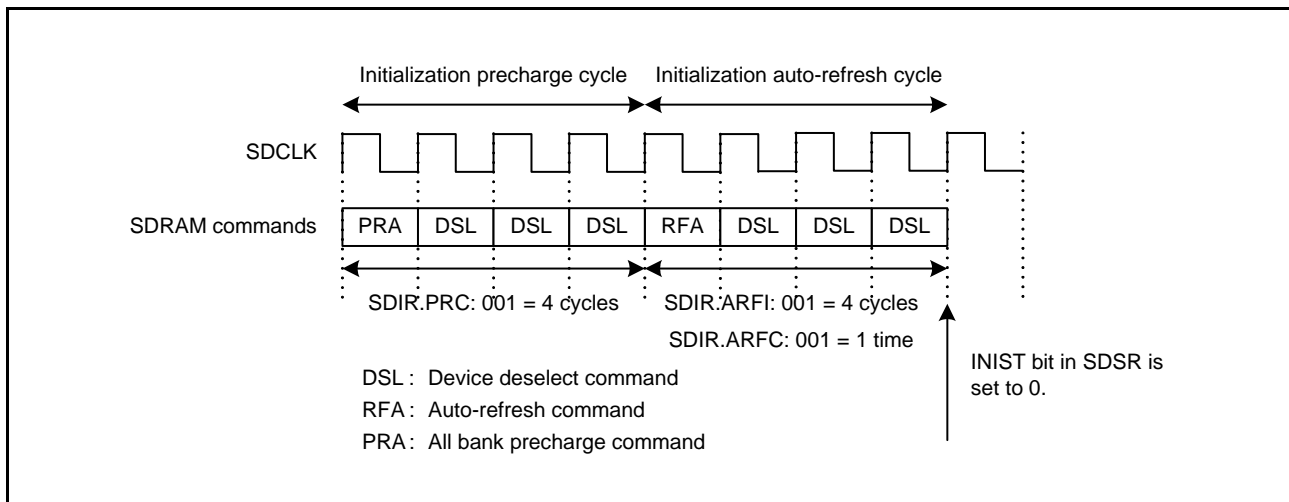 Initialization precharge cycle Initialization auto-refresh cycle
SDCLK
SDRAM commands PRA DSL DSL DSL RFA DSL DSL DSL
SDIR.PRC: 001 = 4 cycles SDIR.ARFI: 001 = 4 cycles
SDIR.ARFC: 001 = 1 time
INIST bit in SDSR is
set to 0.
DSL : Device deselect command
RFA : Auto-refresh command
PRA : All bank precharge command